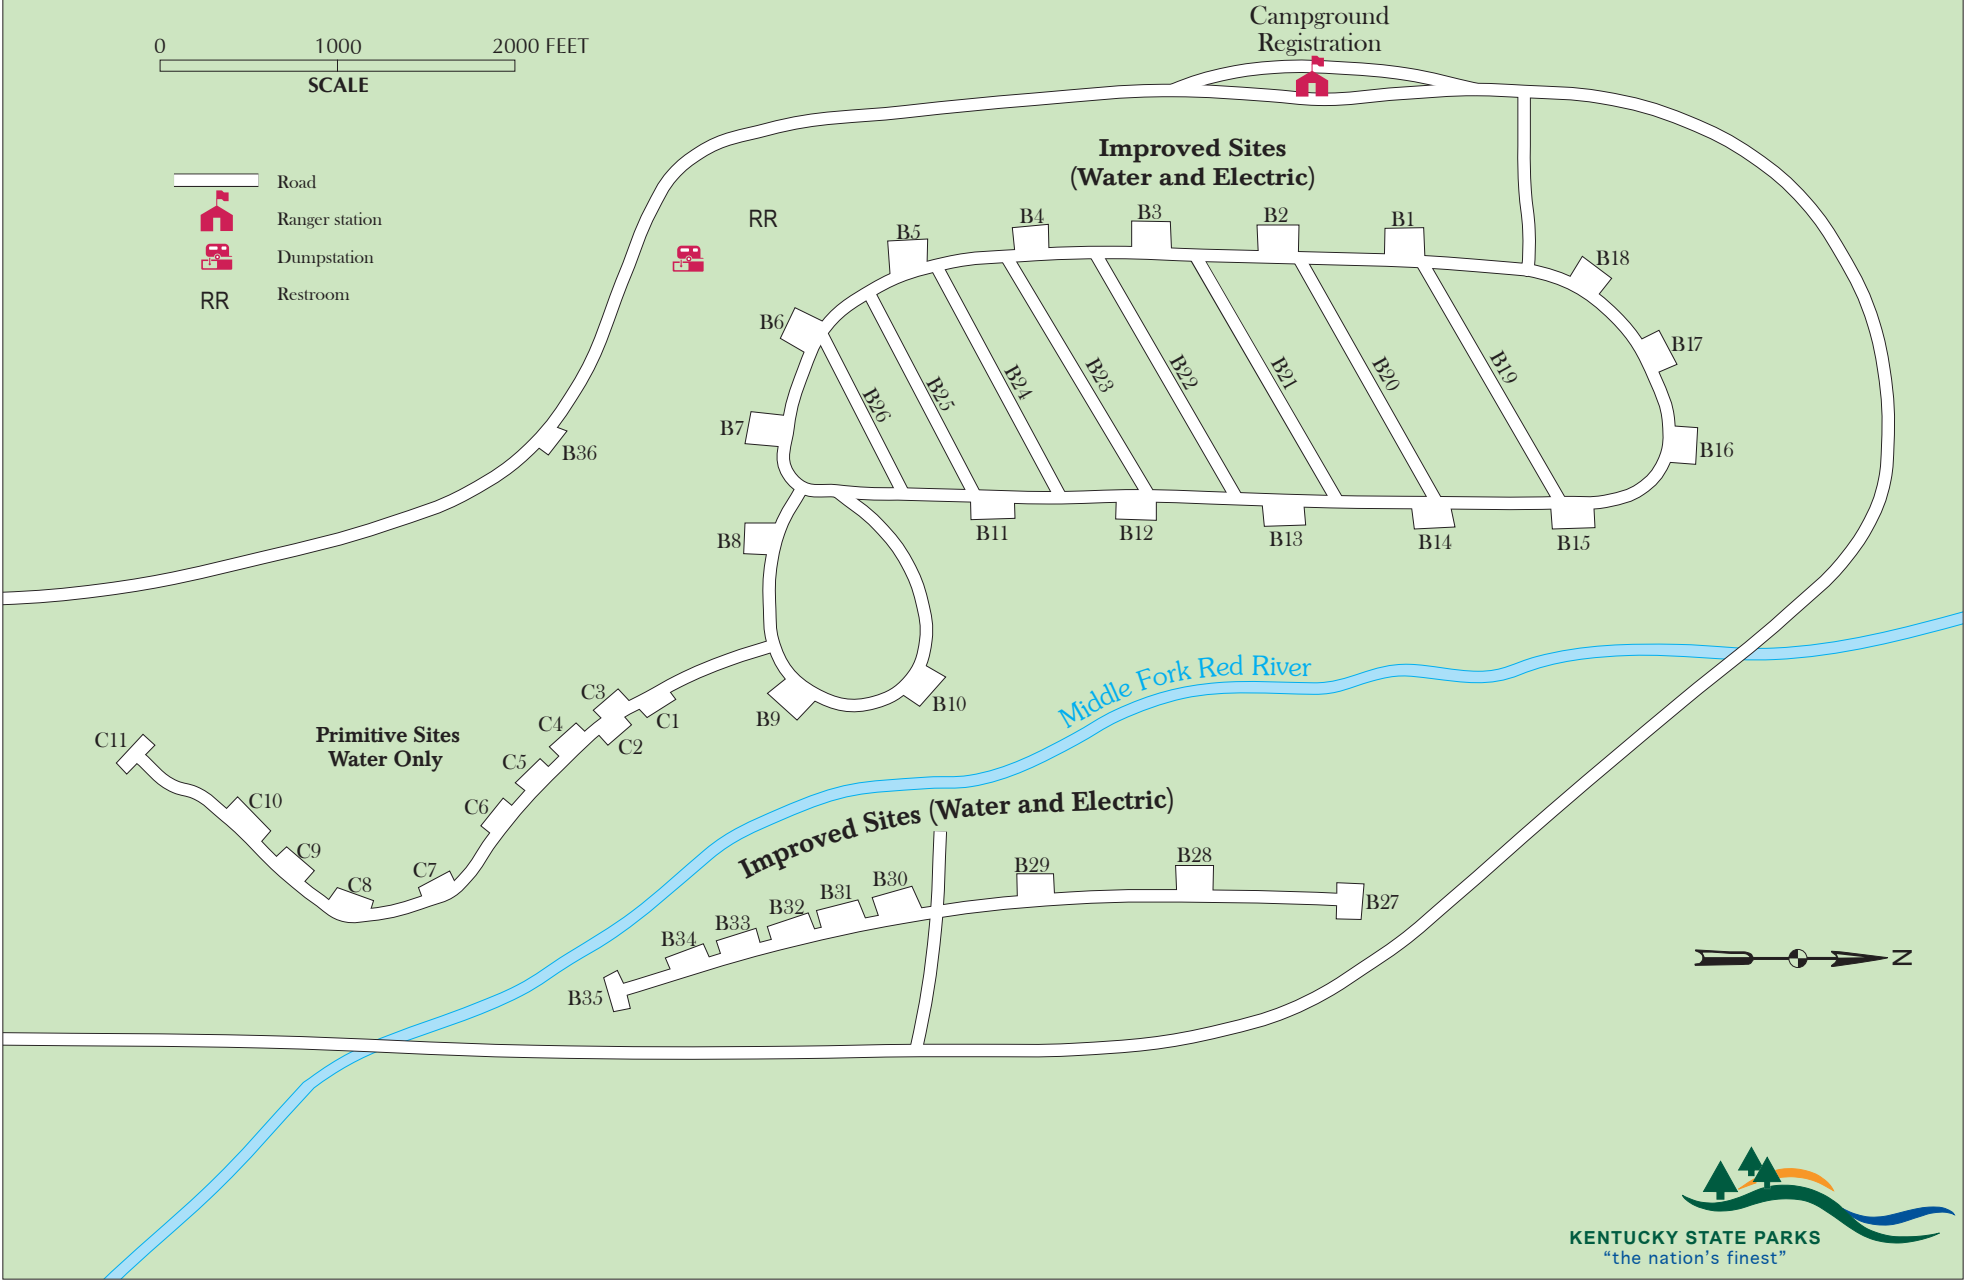 Campground
Registration
0 1000 2000 FEET
SCALE
Road
Ranger station
Dumpstation
RR Restroom
Improved Sites
(Water and Electric)
RR
B5
B4
B3
B2
B1
B18
B6
B17
B7
B26
B25
B24
B23
B22
B21
B20
B19
B16
B36
B8
B11
B12
B13
B14
B15
Middle Fork Red River
C3
C1
B9
B10
C4
C2
C11
Primitive Sites
Water Only
C5
C10
C6
C9
C7
C8
Improved Sites (Water and Electric)
B29
B28
B27
B30
B31
B32
B33
B34
B35
N
KENTUCKY STATE PARKS
“the nation’s finest”